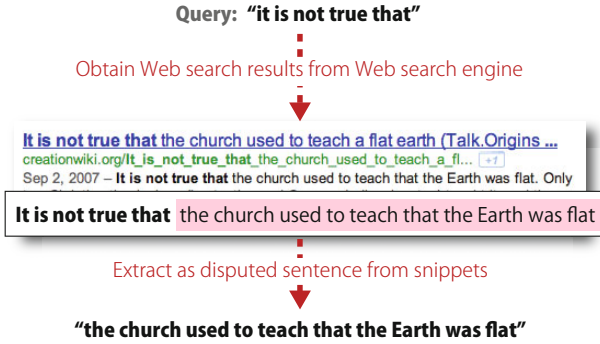 Query: “it is not true that”
Obtain Web search results from Web search engine
It is not true that the church used to teach a flat earth (Talk.Origins ...
creationwiki.org/It_is_not_true_that_the_church_used_to_teach_a_fl... +1
Sep 2, 2007 – It is not true that the church used to teach that the Earth was flat. Only
It is not true that the church used to teach that the Earth was flat
Extract as disputed sentence from snippets
“the church used to teach that the Earth was flat”